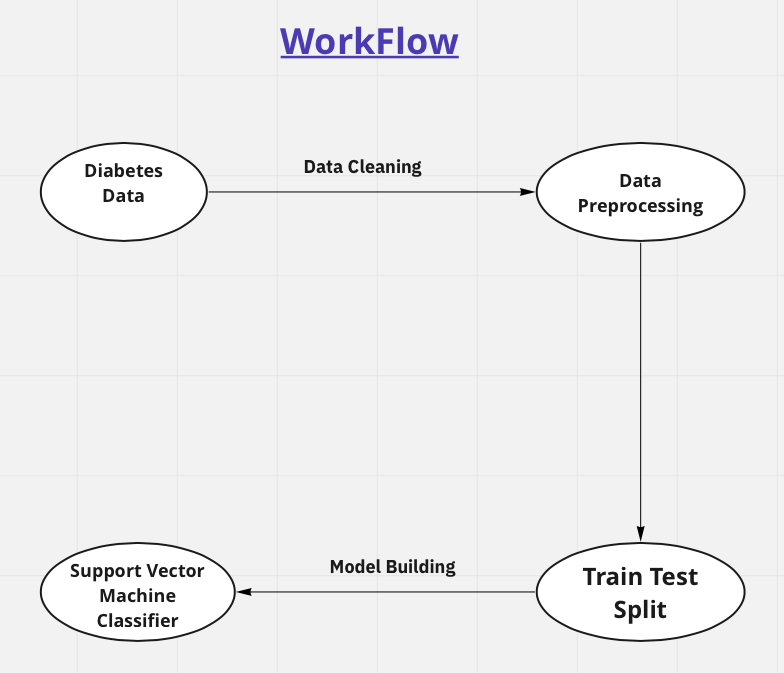 WorkFlow
Diabetes
Data
Data Cleaning
Data
Preprocessing
Support Vector
Machine
Classifier
Model Building
Train Test
Split